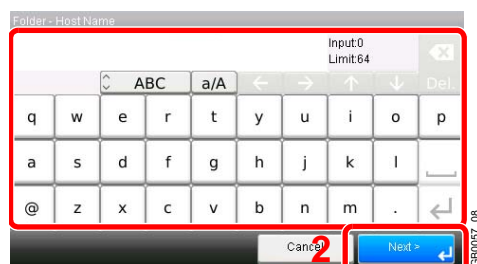 Folder - Host Name
Input:0
Limit:64
ABC a/A ← → ↑ ↓ Del.
q w e r t y u i o p
a s d f g h j k l
@ z x c v b n m .
Cancel 2 Next >
GB0057_08